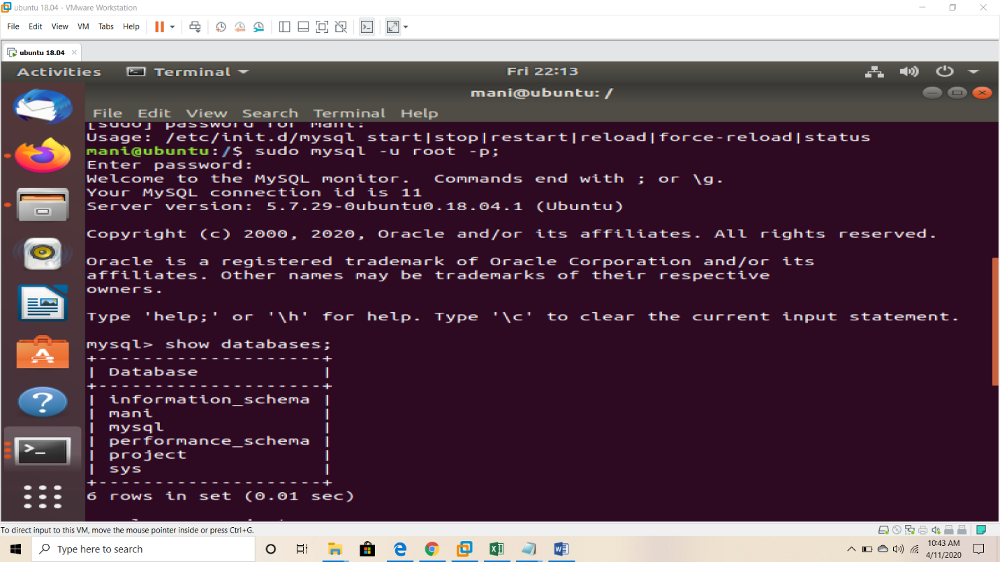 ubuntu 18.04 - VMware Workstation
File Edit View VM Tabs Help
ubuntu 18.04
Activities Terminal Fri 22:13
mani@ubuntu: /
File Edit View Search Terminal Help
[sudo] password for mani:
Usage: /etc/init.d/mysql start|stop|restart|reload|force-reload|status
mani@ubuntu:/$ sudo mysql -u root -p;
Enter password:
Welcome to the MySQL monitor.  Commands end with ; or \g.
Your MySQL connection id is 11
Server version: 5.7.29-0ubuntu0.18.04.1 (Ubuntu)
Copyright (c) 2000, 2020, Oracle and/or its affiliates. All rights reserved.
Oracle is a registered trademark of Oracle Corporation and/or its
affiliates. Other names may be trademarks of their respective
owners.
Type 'help;' or '\h' for help. Type '\c' to clear the current input statement.
mysql> show databases;
+--------------------+
| Database           |
+--------------------+
| information_schema |
| mani               |
| mysql              |
| performance_schema |
| project            |
| sys                |
+--------------------+
6 rows in set (0.01 sec)
To direct input to this VM, move the mouse pointer inside or press Ctrl+G.
Type here to search
10:43 AM
4/11/2020